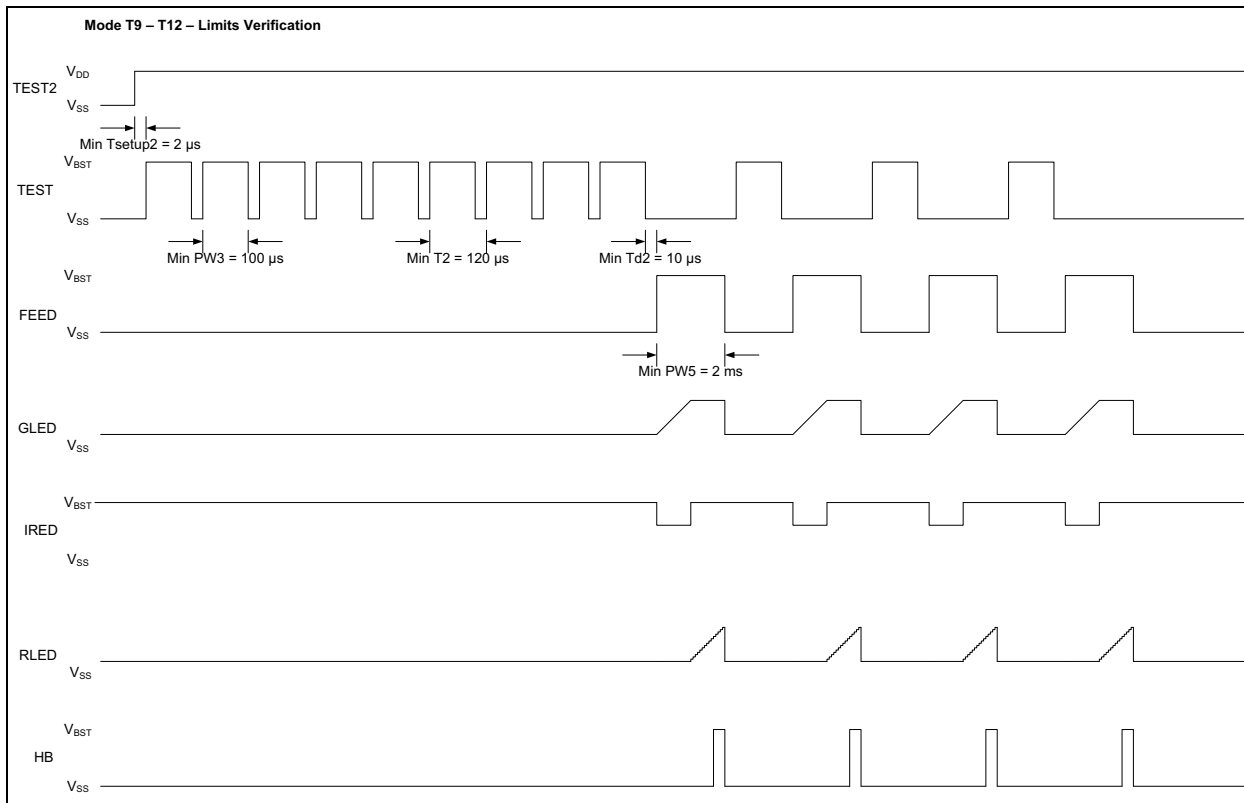 Mode T9 – T12 – Limits Verification
VDD
TEST2
VSS
Min Tsetup2 = 2 µs
VBST
TEST
VSS
Min PW3 = 100 µs
Min T2 = 120 µs
Min Td2 = 10 µs
VBST
FEED
VSS
Min PW5 = 2 ms
GLED
VSS
VBST
IRED
VSS
RLED
VSS
VBST
HB
VSS